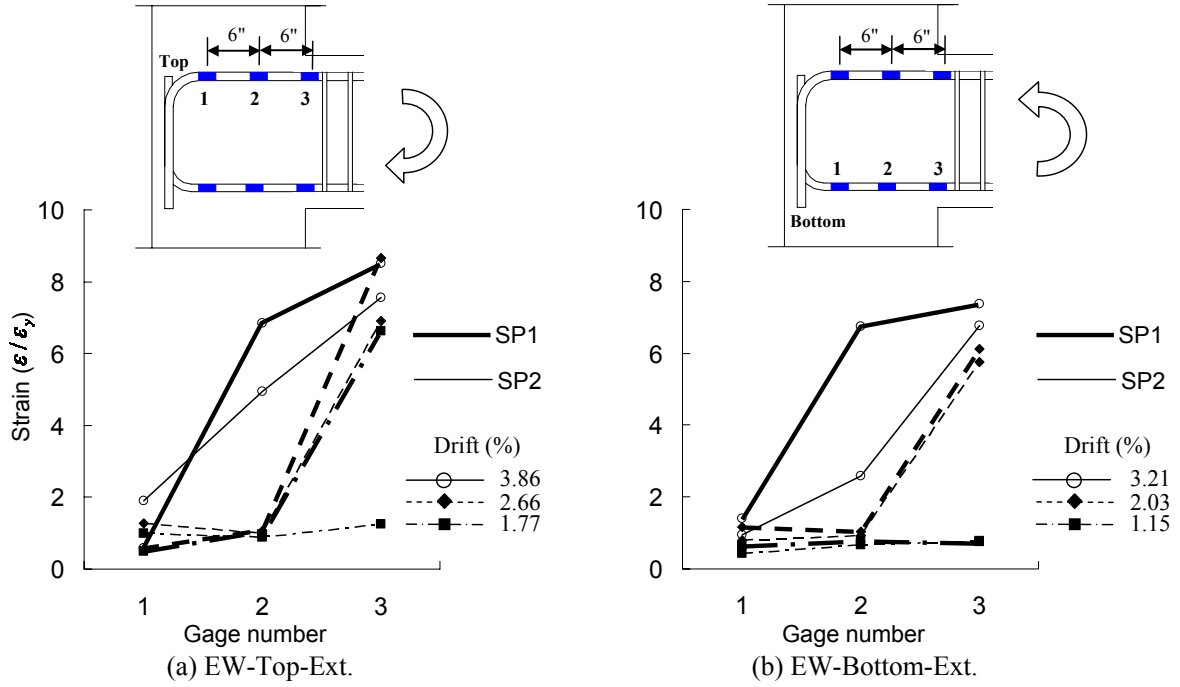 6" 6"
Top
1 2 3
10
8
6
4
2
0
Strain (ε/εy)
SP1
SP2
Drift (%)
3.86
2.66
1.77
1 2 3
Gage number
(a) EW-Top-Ext.
6" 6"
1 2 3
Bottom
10
8
6
4
2
0
SP1
SP2
Drift (%)
3.21
2.03
1.15
1 2 3
Gage number
(b) EW-Bottom-Ext.